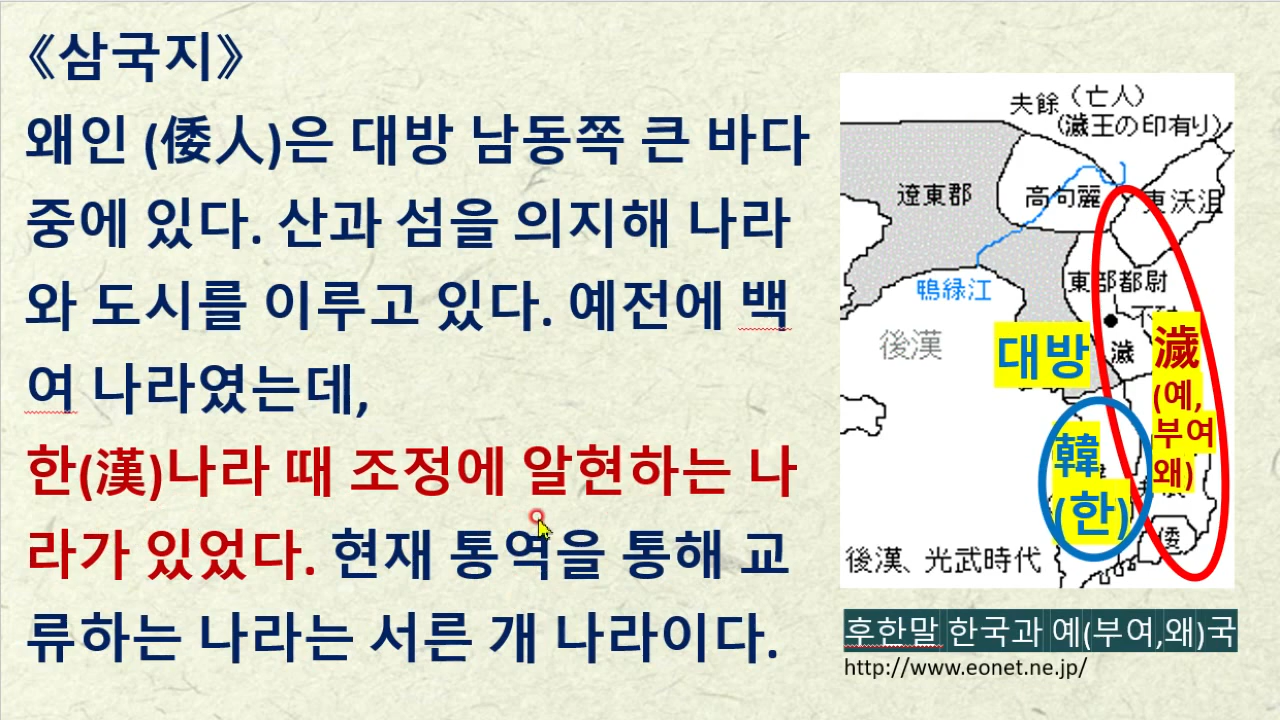 《삼국지》
왜인 (倭人)은 대방 남동쪽 큰 바다
중에 있다. 산과 섬을 의지해 나라
와 도시를 이루고 있다. 예전에 백
여 나라였는데,
한(漢)나라 때 조정에 알현하는 나
라가 있었다. 현재 통역을 통해 교
류하는 나라는 서른 개 나라이다.
夫餘 (亡人)
(濊王の印有り)
遼東郡
高句麗
東沃沮
東部都尉
鴨緑江
後漢
대방
濊
濊
(예,
부여
왜)
韓
(한)
倭
後漢、光武時代
후한말 한국과 예(부여,왜)국
http://www.eonet.ne.jp/